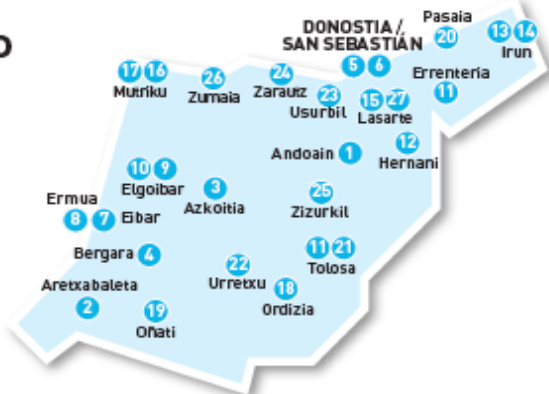 o
DONOSTIA /
SAN SEBASTIÁN
5 6
Pasaia
20
13 14
Irun
Errenteria
11
17 16
Mutriku
26
Zumaia
24
Zarautz
23
Usurbil
15 27
Lasarte
12
Hernani
Andoain 1
10 9
Elgoibar
3
Azkoitia
25
Zizurkil
Ermua
8 7 Eibar
Bergara 4
11 21
Tolosa
22
Urretxu
18
Ordizia
Aretxabaleta
2
19
Oñati